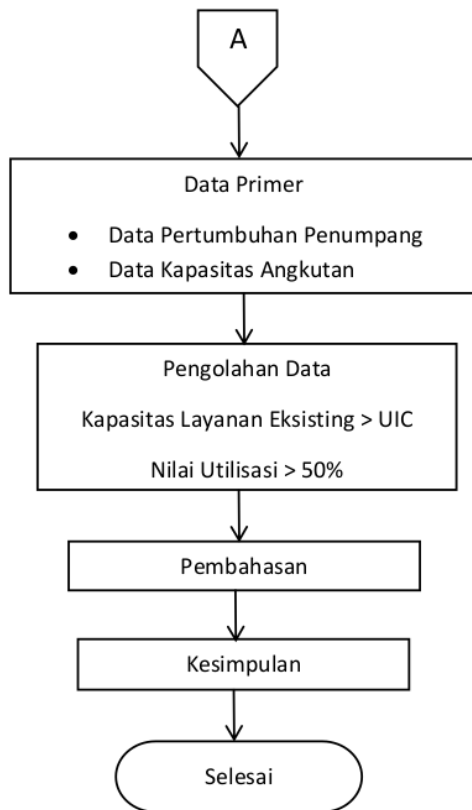 A
Data Primer
• Data Pertumbuhan Penumpang
• Data Kapasitas Angkutan
Pengolahan Data
Kapasitas Layanan Eksisting > UIC
Nilai Utilisasi > 50%
Pembahasan
Kesimpulan
Selesai